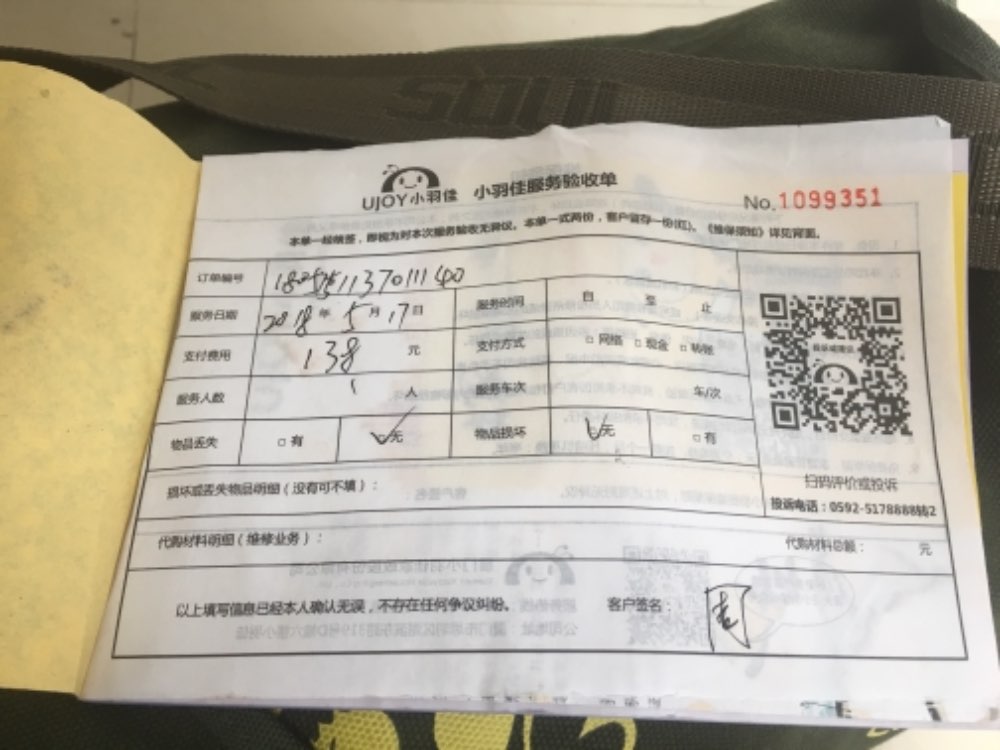 UJOY小羽佳 小羽佳服务验收单
No.1099351
本单一经填签，即视为对本次服务验收无异议。本单一式两份，客户留存一份(红)。《维保须知》详见背面。
订单编号
服务日期 2018年5月17日 服务时间 自 至 止
支付费用 138 元 支付方式 □网络 □现金 □转账
服务人数 1 人 服务车次 车/次
物品丢失 □有 ✓无 物品损坏 ✓无 □有
扫码评价或投诉
投诉电话：0592-5178888转2
损坏或丢失物品明细（没有可不填）：
代购材料明细（维修业务）： 代购材料总额： 元
以上填写信息已经本人确认无误，不存在任何争议纠纷。 客户签名： 周